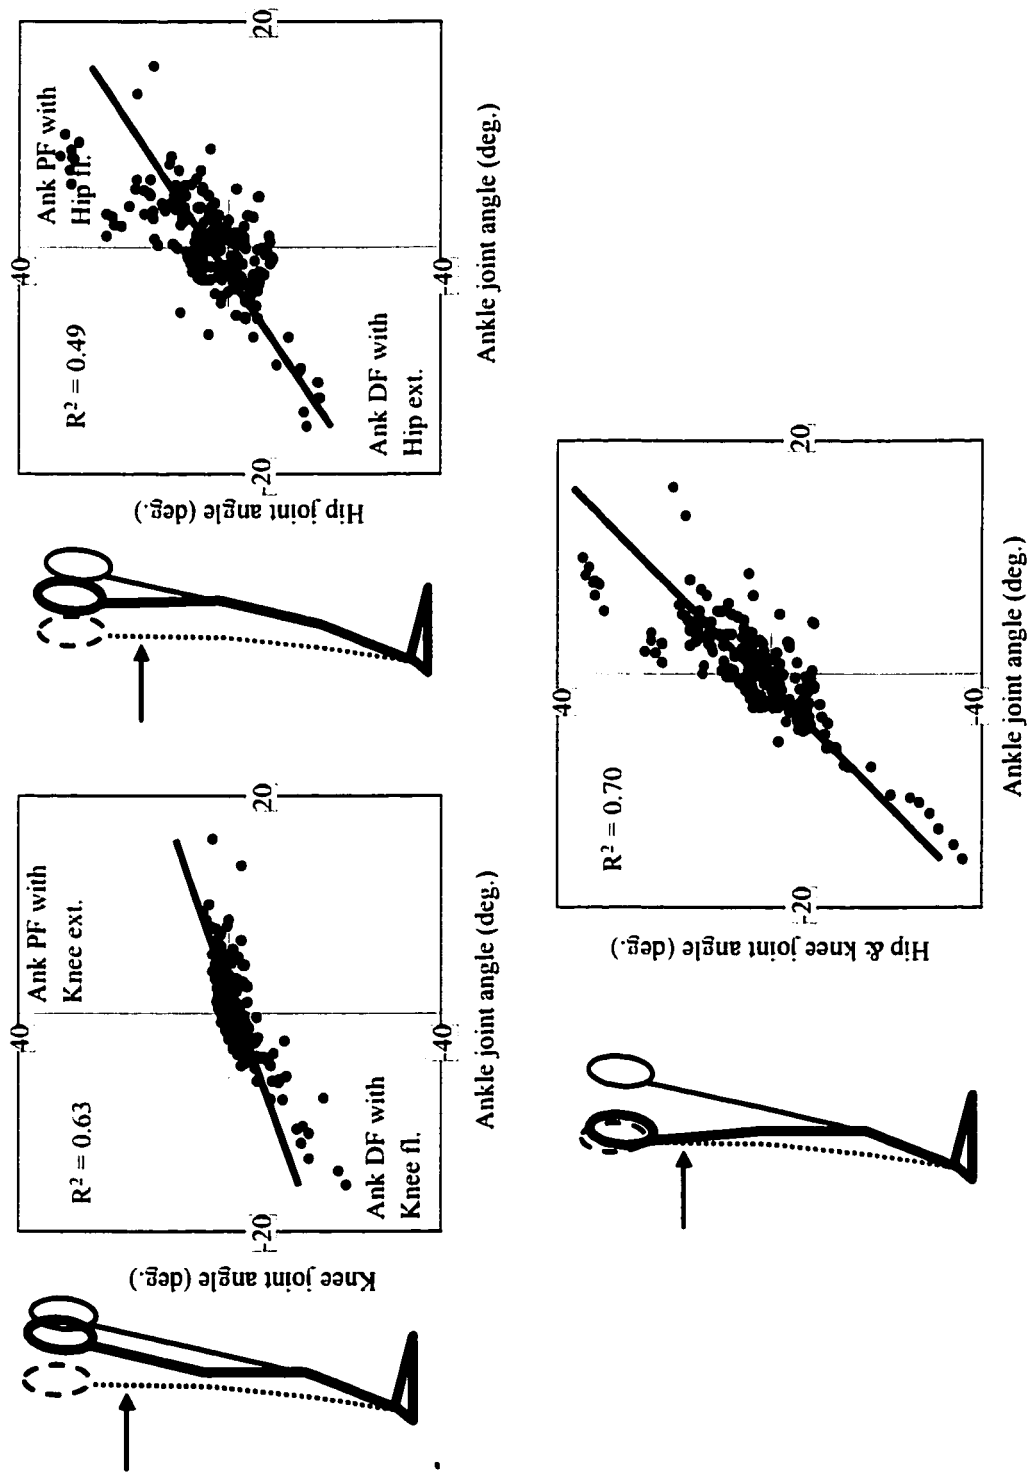 Knee joint angle (deg.)
40
Ank PF with
Knee ext.
R² = 0.63
-20
20
Ank DF with
Knee fl.
-40
Ankle joint angle (deg.)
Hip joint angle (deg.)
40
Ank PF with
Hip fl.
R² = 0.49
-20
20
Ank DF with
Hip ext.
-40
Ankle joint angle (deg.)
Hip & knee joint angle (deg.)
40
R² = 0.70
-20
20
-40
Ankle joint angle (deg.)